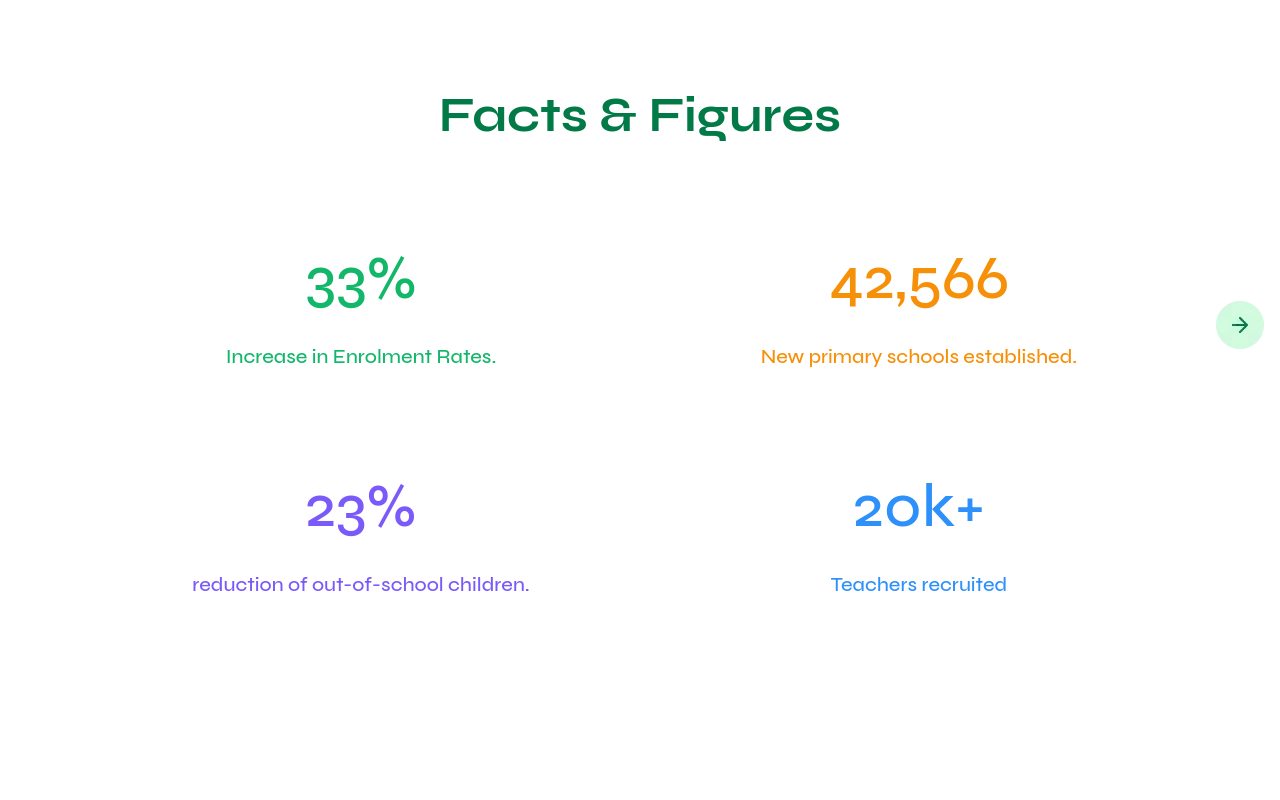 Facts & Figures
33%
Increase in Enrolment Rates.
42,566
New primary schools established.
23%
reduction of out-of-school children.
20k+
Teachers recruited